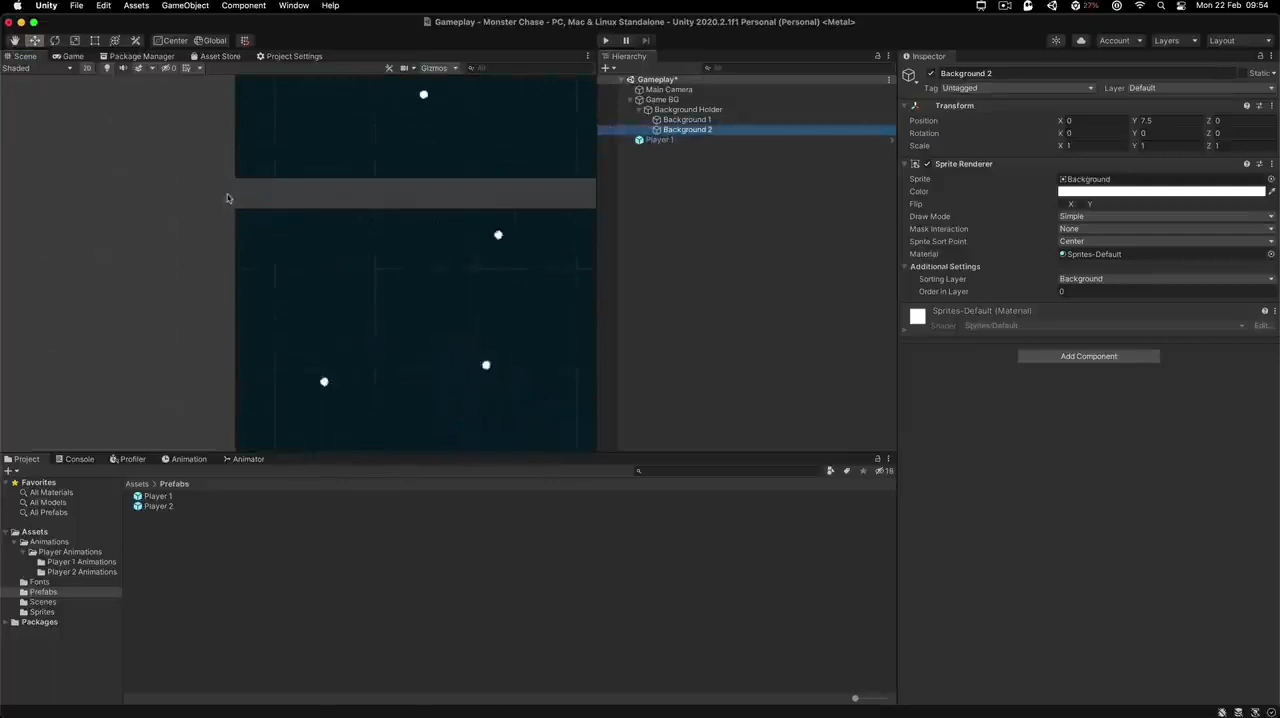 Unity File Edit Assets GameObject Component Window Help 27% Mon 22 Feb 09:54
Gameplay - Monster Chase - PC, Mac & Linux Standalone - Unity 2020.2.1f1 Personal (Personal) <Metal>
Center Global Account Layers Layout
Scene Game Package Manager Asset Store Project Settings Hierarchy Inspector
Shaded 2D 0 Gizmos All
Gameplay*
Main Camera
Game BG
Background Holder
Background 1
Background 2
Player 1
Background 2 Static
Tag Untagged Layer Default
Transform
Position X 0 Y 7.5 Z 0
Rotation X 0 Y 0 Z 0
Scale X 1 Y 1 Z 1
Sprite Renderer
Sprite Background
Color
Flip X Y
Draw Mode Simple
Mask Interaction None
Sprite Sort Point Center
Material Sprites-Default
Additional Settings
Sorting Layer Background
Order in Layer 0
Sprites-Default (Material)
Shader Sprites/Default Edit...
Add Component
Project Console Profiler Animation Animator
16
Favorites
All Materials
All Models
All Prefabs
Assets
Animations
Player Animations
Player 1 Animations
Player 2 Animations
Fonts
Prefabs
Scenes
Sprites
Packages
Assets > Prefabs
Player 1
Player 2